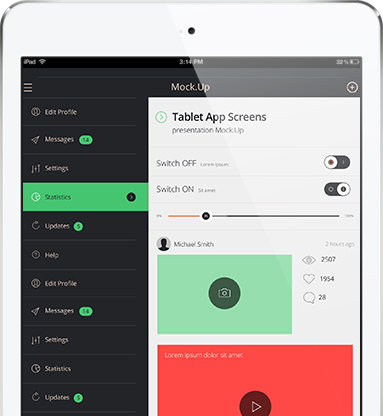 iPad
3:14 PM
32 %
Mock.Up
Edit Profile
Messages 14
Settings
Statistics
Updates 5
Help
Edit Profile
Messages 14
Settings
Statistics
Updates 5
Tablet App Screens
presentation Mock.Up
Switch OFF Lorem ipsum
Switch ON Sit amet
0% 100%
Michael Smith 2 hours ago
2507
1954
28
Lorem ipsum dolor sit amet